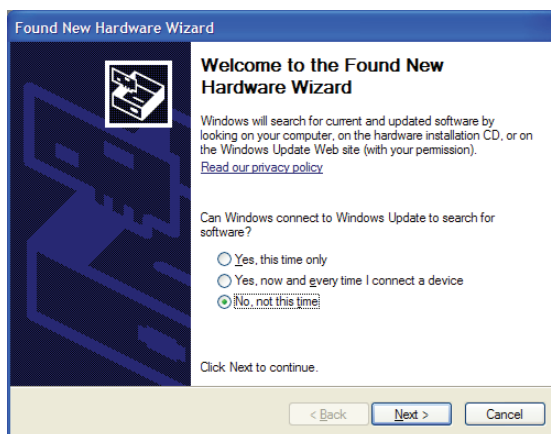 Found New Hardware Wizard
Welcome to the Found New
Hardware Wizard
Windows will search for current and updated software by
looking on your computer, on the hardware installation CD, or on
the Windows Update Web site (with your permission).
Read our privacy policy
Can Windows connect to Windows Update to search for
software?
Yes, this time only
Yes, now and every time I connect a device
No, not this time
Click Next to continue.
< Back Next > Cancel